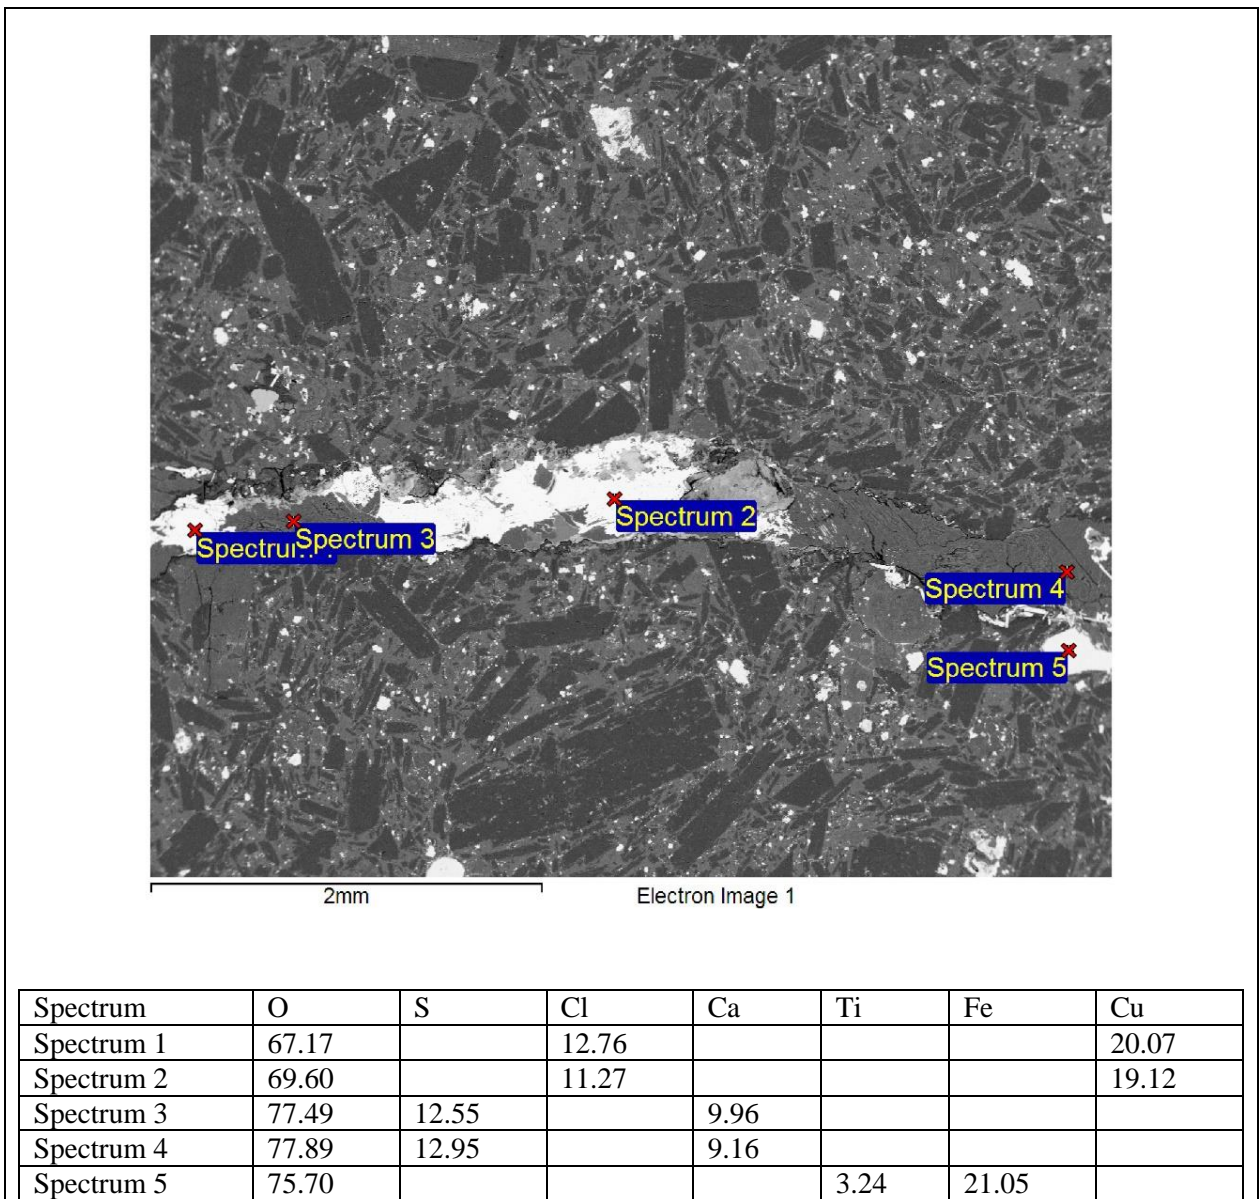 Spectrum 2
Spectrum 3
Spectrum 4
Spectrum 5
2mm Electron Image 1
Spectrum O S Cl Ca Ti Fe Cu
Spectrum 1 67.17 12.76 20.07
Spectrum 2 69.60 11.27 19.12
Spectrum 3 77.49 12.55 9.96
Spectrum 4 77.89 12.95 9.16
Spectrum 5 75.70 3.24 21.05